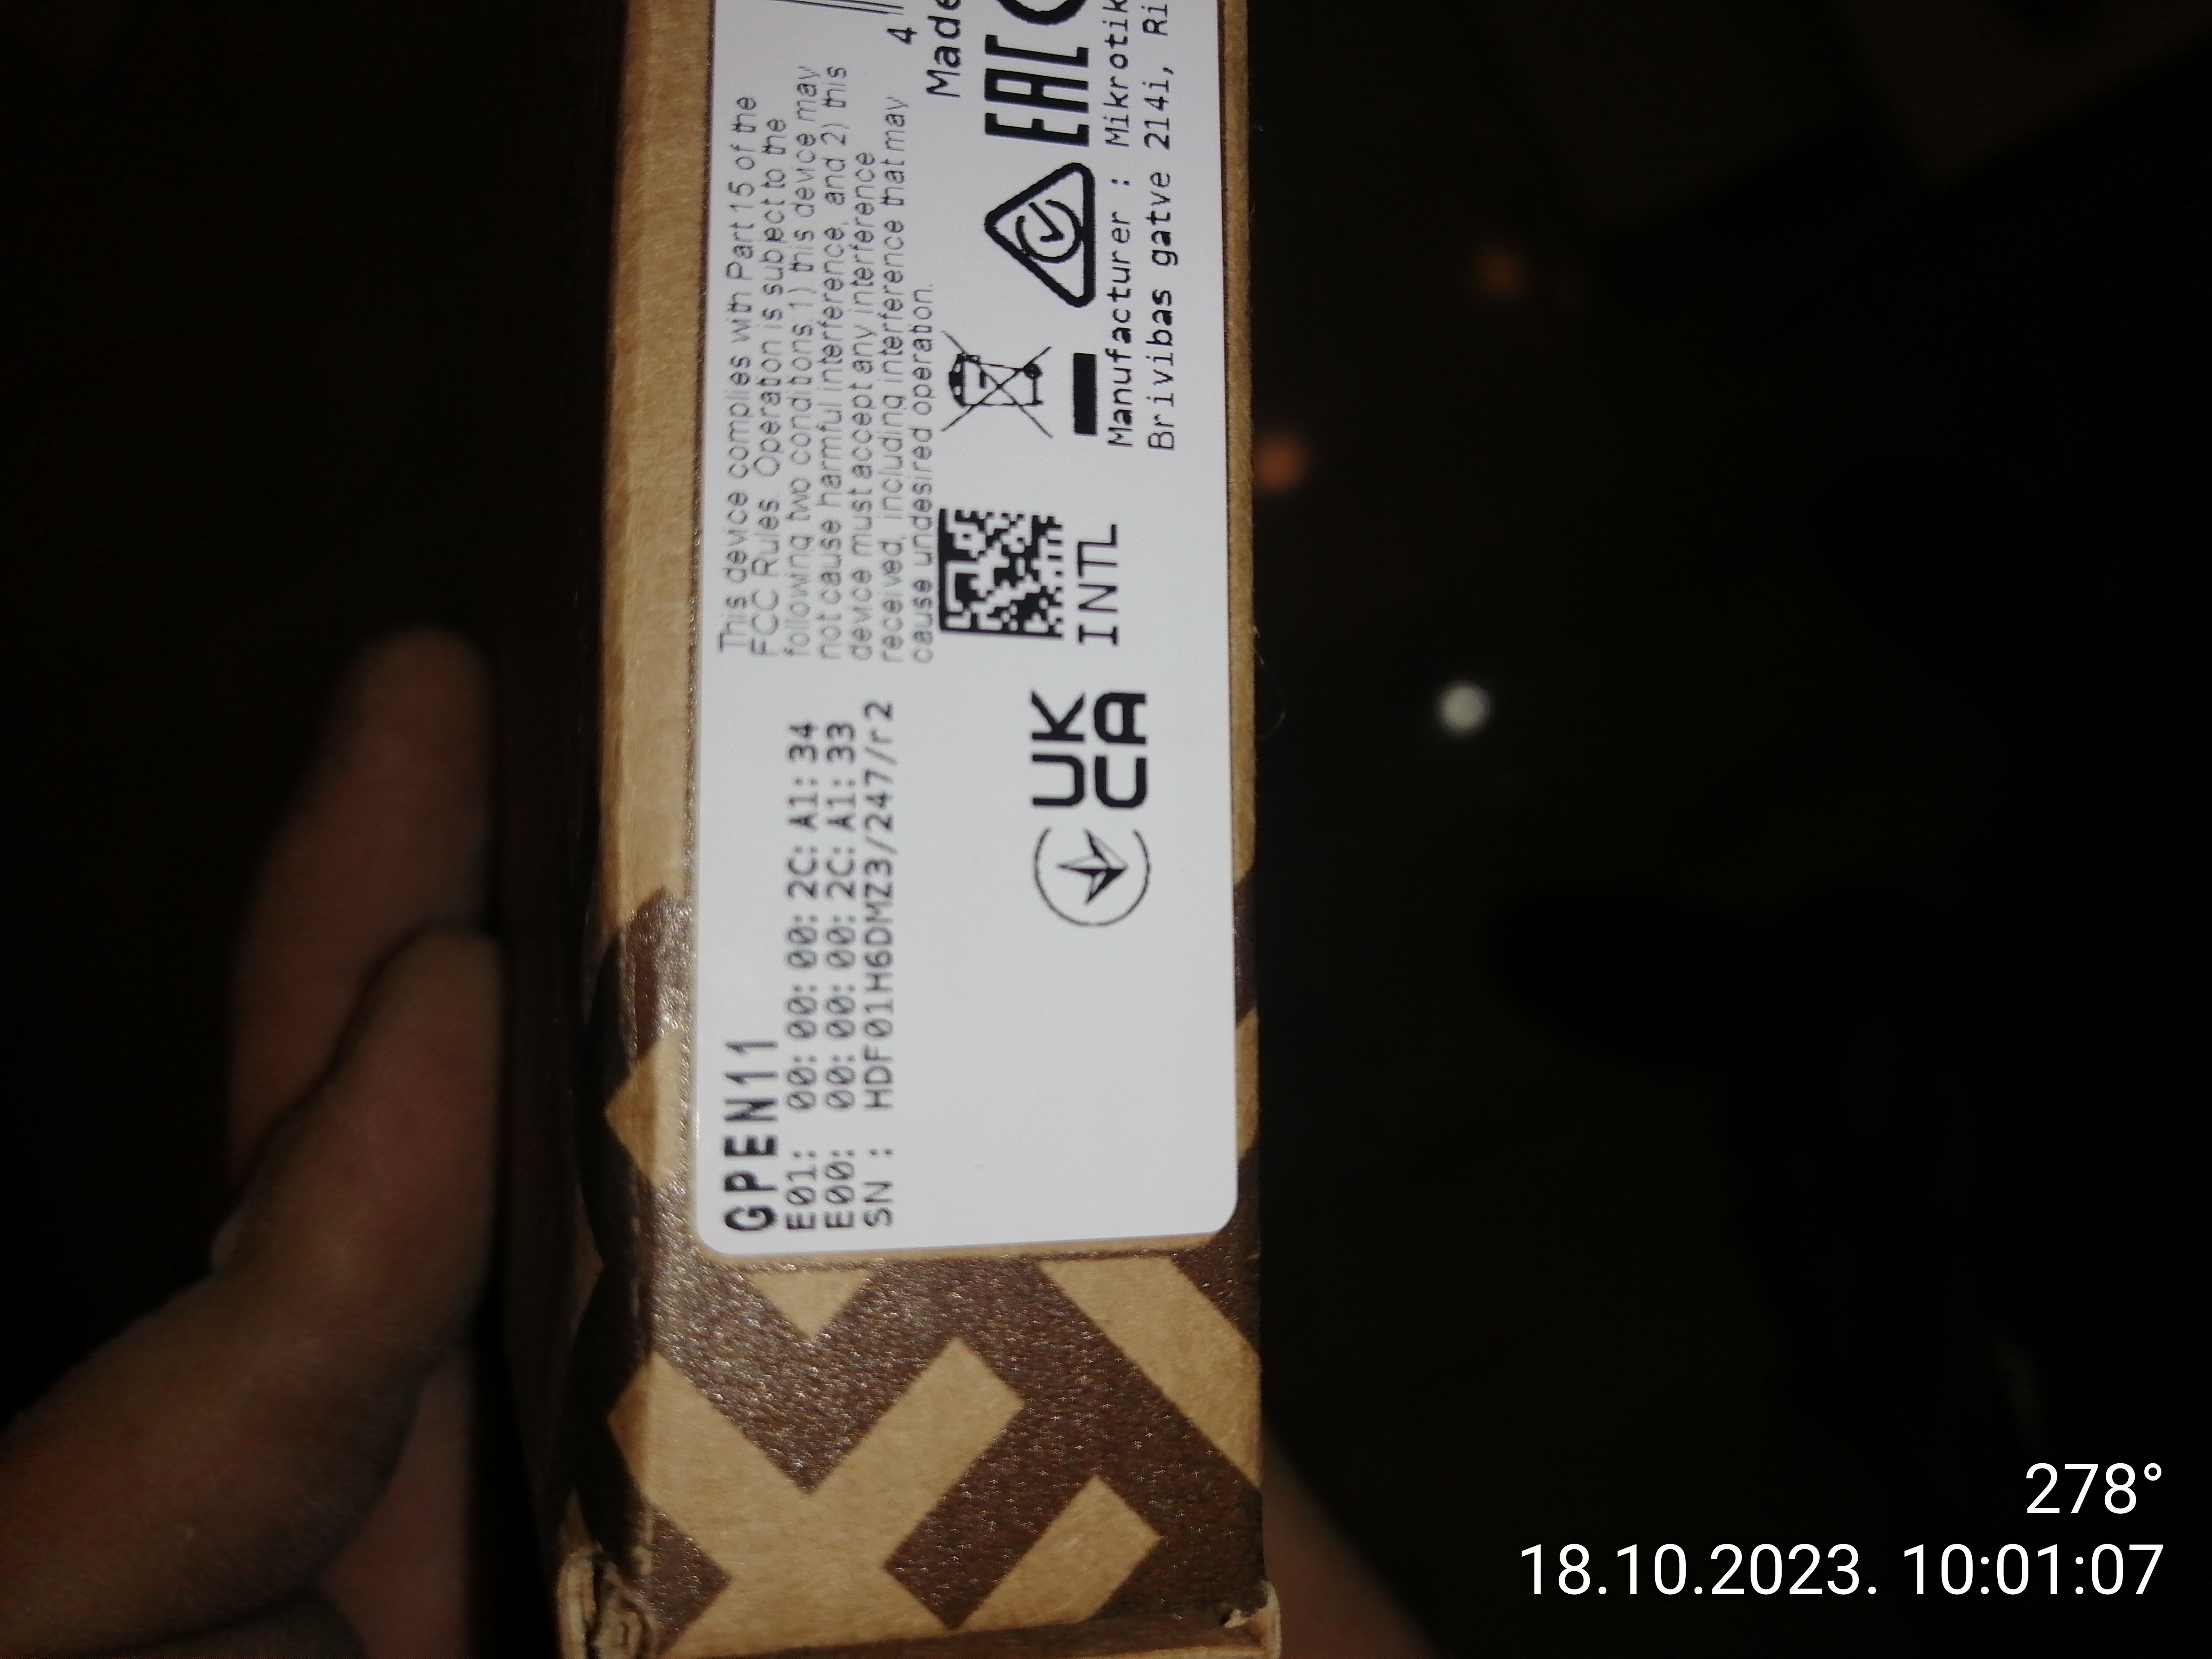 GPEN11
E01: 00:00:00:2C:A1:34
E00: 00:00:00:2C:A1:33
SN : HDF01H6DMZ3/247/r2
This device complies with Part 15 of the
FCC Rules. Operation is subject to the
following two conditions:1) this device may
not cause harmful interference, and 2) this
device must accept any interference
received, including interference that may
cause undesired operation.
4
Made
EAC
UK
CA
INTL
Manufacturer : Mikrotik
Brivibas gatve 214i, Ri
278°
18.10.2023. 10:01:07